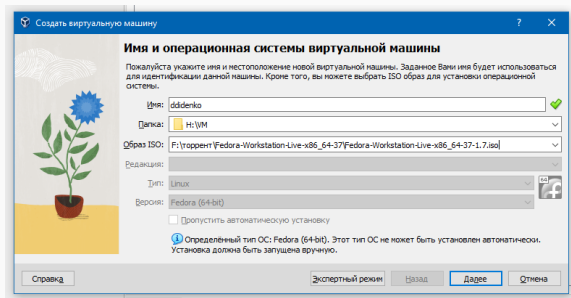 Создать виртуальную машину
? ×
Имя и операционная системы виртуальной машины
Пожалуйста укажите имя и местоположение новой виртуальной машины. Заданное Вами имя будет использоваться
для идентификации данной машины. Кроме того, вы можете выбрать ISO образ для установки операционной
системы.
Имя: ddidenko
Папка: H:\VM
Образ ISO: F:\торрент\Fedora-Workstation-Live-x86_64-37\Fedora-Workstation-Live-x86_64-37-1.7.iso
Редакция:
Тип: Linux
64
Версия: Fedora (64-bit)
Пропустить автоматическую установку
Определённый тип ОС: Fedora (64-bit). Этот тип ОС не может быть установлен автоматически.
Установка должна быть запущена вручную.
Справка Экспертный режим Назад Далее Отмена